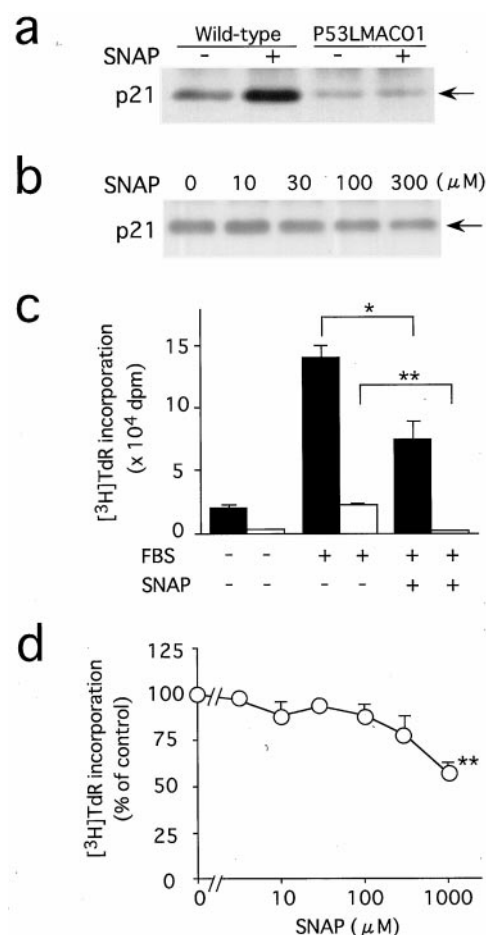 a
Wild-type P53LMACO1
SNAP - + - +
p21
b
SNAP 0 10 30 100 300 (μM)
p21
c
[³H]TdR incorporation
(x 10⁴ dpm)
15
10
5
0
*
**
FBS - - + + + +
SNAP - - - - + +
d
[³H]TdR incorporation
(% of control)
125
100
75
50
25
0
**
0 10 100 1000
SNAP (μM)